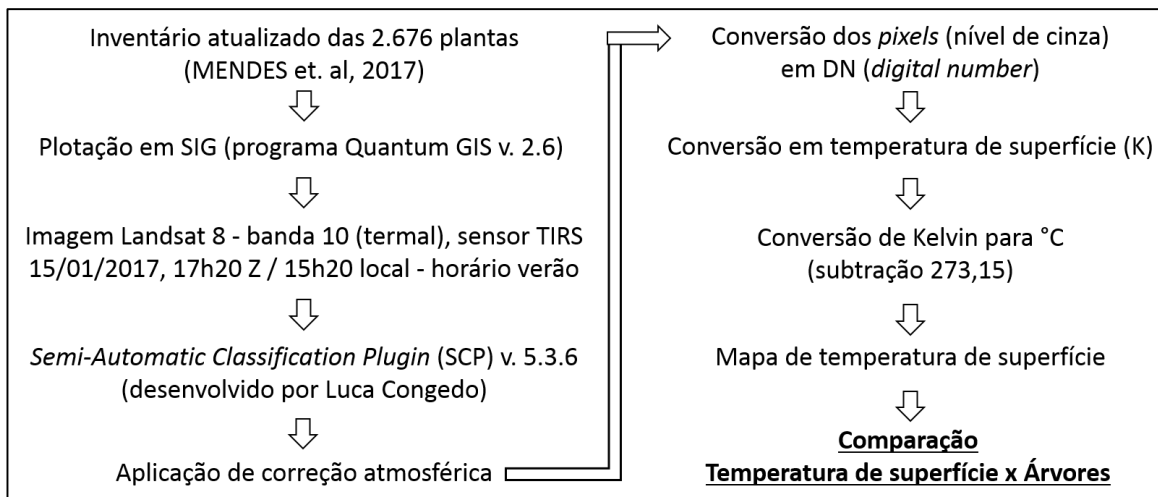 Inventário atualizado das 2.676 plantas
(MENDES et. al, 2017)
Plotação em SIG (programa Quantum GIS v. 2.6)
Imagem Landsat 8 - banda 10 (termal), sensor TIRS
15/01/2017, 17h20 Z / 15h20 local - horário verão
Semi-Automatic Classification Plugin (SCP) v. 5.3.6
(desenvolvido por Luca Congedo)
Aplicação de correção atmosférica
Conversão dos pixels (nível de cinza)
em DN (digital number)
Conversão em temperatura de superfície (K)
Conversão de Kelvin para °C
(subtração 273,15)
Mapa de temperatura de superfície
Comparação
Temperatura de superfície x Árvores